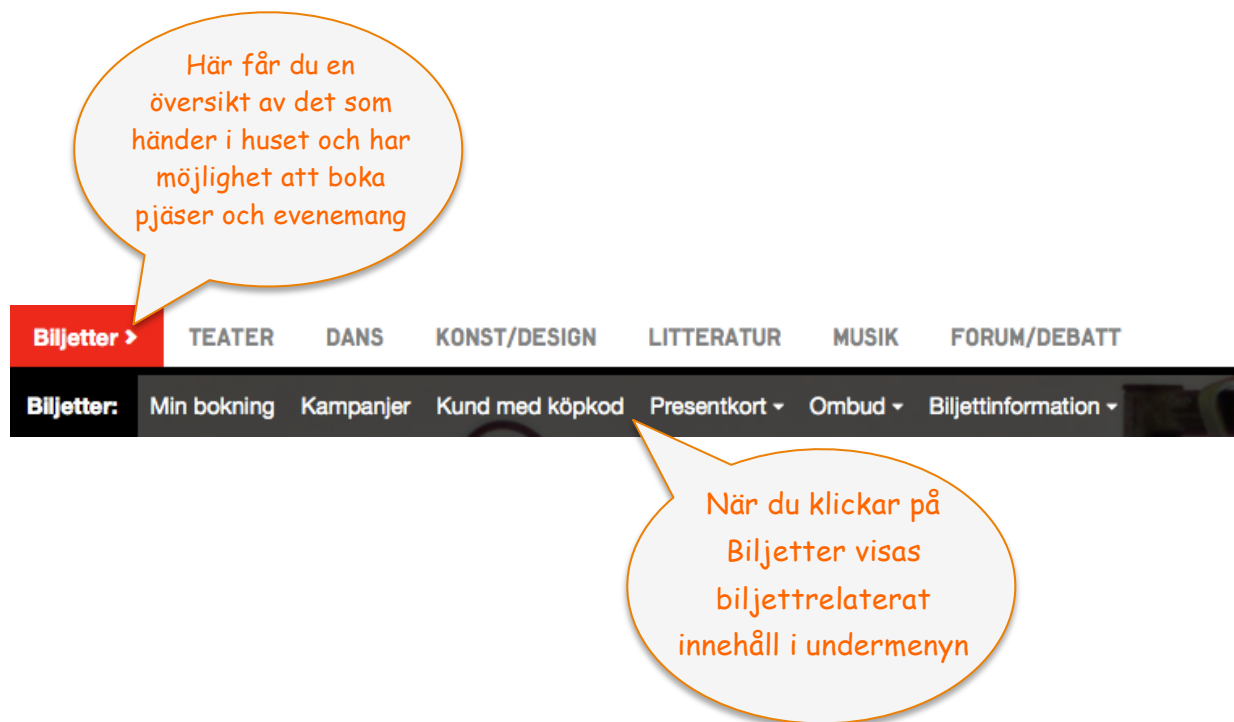 Här får du en
översikt av det som
händer i huset och har
möjlighet att boka
pjäser och evenemang
Biljetter > TEATER DANS KONST/DESIGN LITTERATUR MUSIK FORUM/DEBATT
Biljetter: Min bokning Kampanjer Kund med köpkod Presentkort Ombud Biljettinformation
När du klickar på
Biljetter visas
biljettrelaterat
innehåll i undermenyn